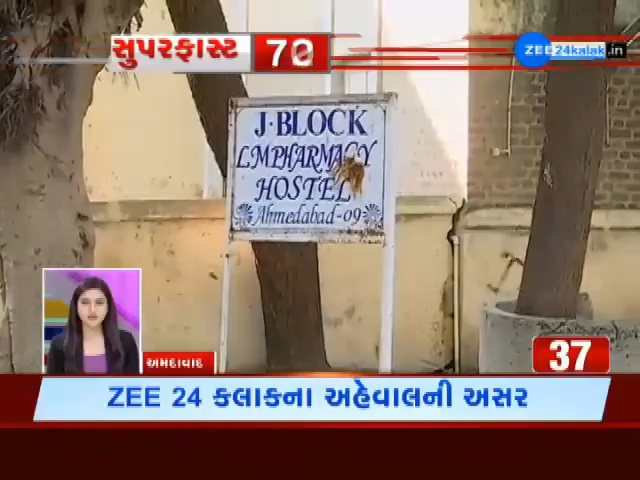 સુપરફાસ્ટ 70
ZEE24kalak.in
J·BLOCK
L.M.PHARMACY
HOSTEL
Ahmedabad-09
અમદાવાદ
37
ZEE 24 કલાકના અહેવાલની અસર